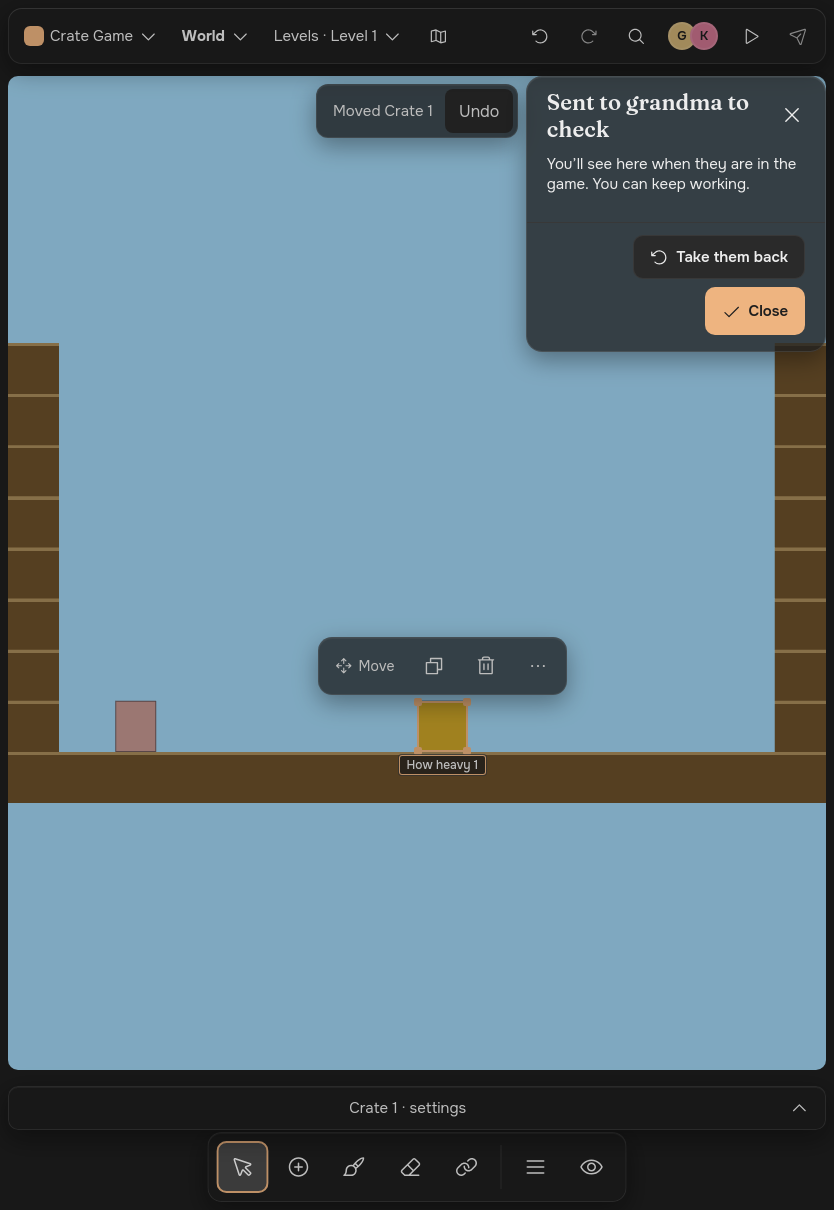 Crate Game
World
Levels · Level 1
G
K
Moved Crate 1
Undo
Sent to grandma to
check
You’ll see here when they are in the
game. You can keep working.
Take them back
Close
Move
How heavy 1
Crate 1 · settings